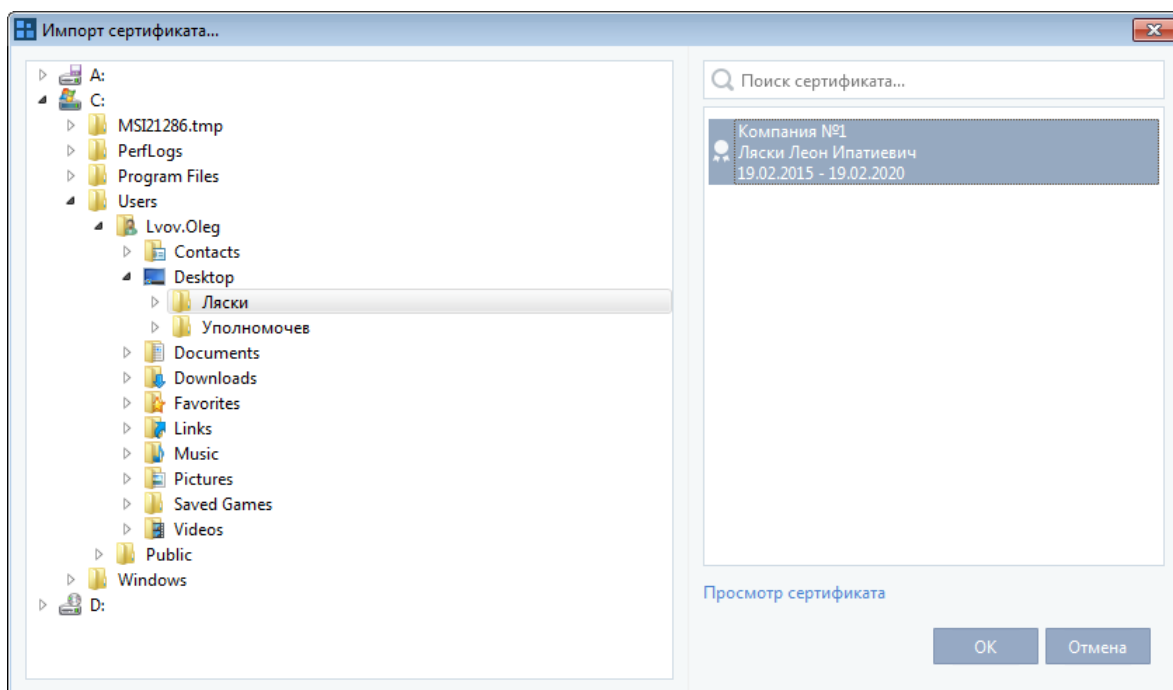 Импорт сертификата...
A:
C:
MSI21286.tmp
PerfLogs
Program Files
Users
Lvov.Oleg
Contacts
Desktop
Ляски
Уполномочев
Documents
Downloads
Favorites
Links
Music
Pictures
Saved Games
Videos
Public
Windows
D:
Поиск сертификата...
Компания №1
Ляски Леон Ипатиевич
19.02.2015 - 19.02.2020
Просмотр сертификата
OK
Отмена